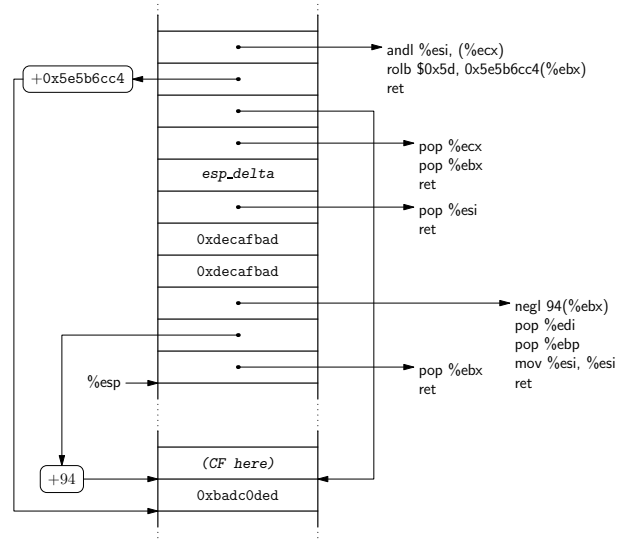 andl %esi, (%ecx)
rolb $0x5d, 0x5e5b6cc4(%ebx)
ret
+0x5e5b6cc4
pop %ecx
pop %ebx
ret
esp_delta
pop %esi
ret
0xdecafbad
0xdecafbad
negl 94(%ebx)
pop %edi
pop %ebp
mov %esi, %esi
ret
pop %ebx
ret
%esp
(CF here)
+94
0xbadc0ded